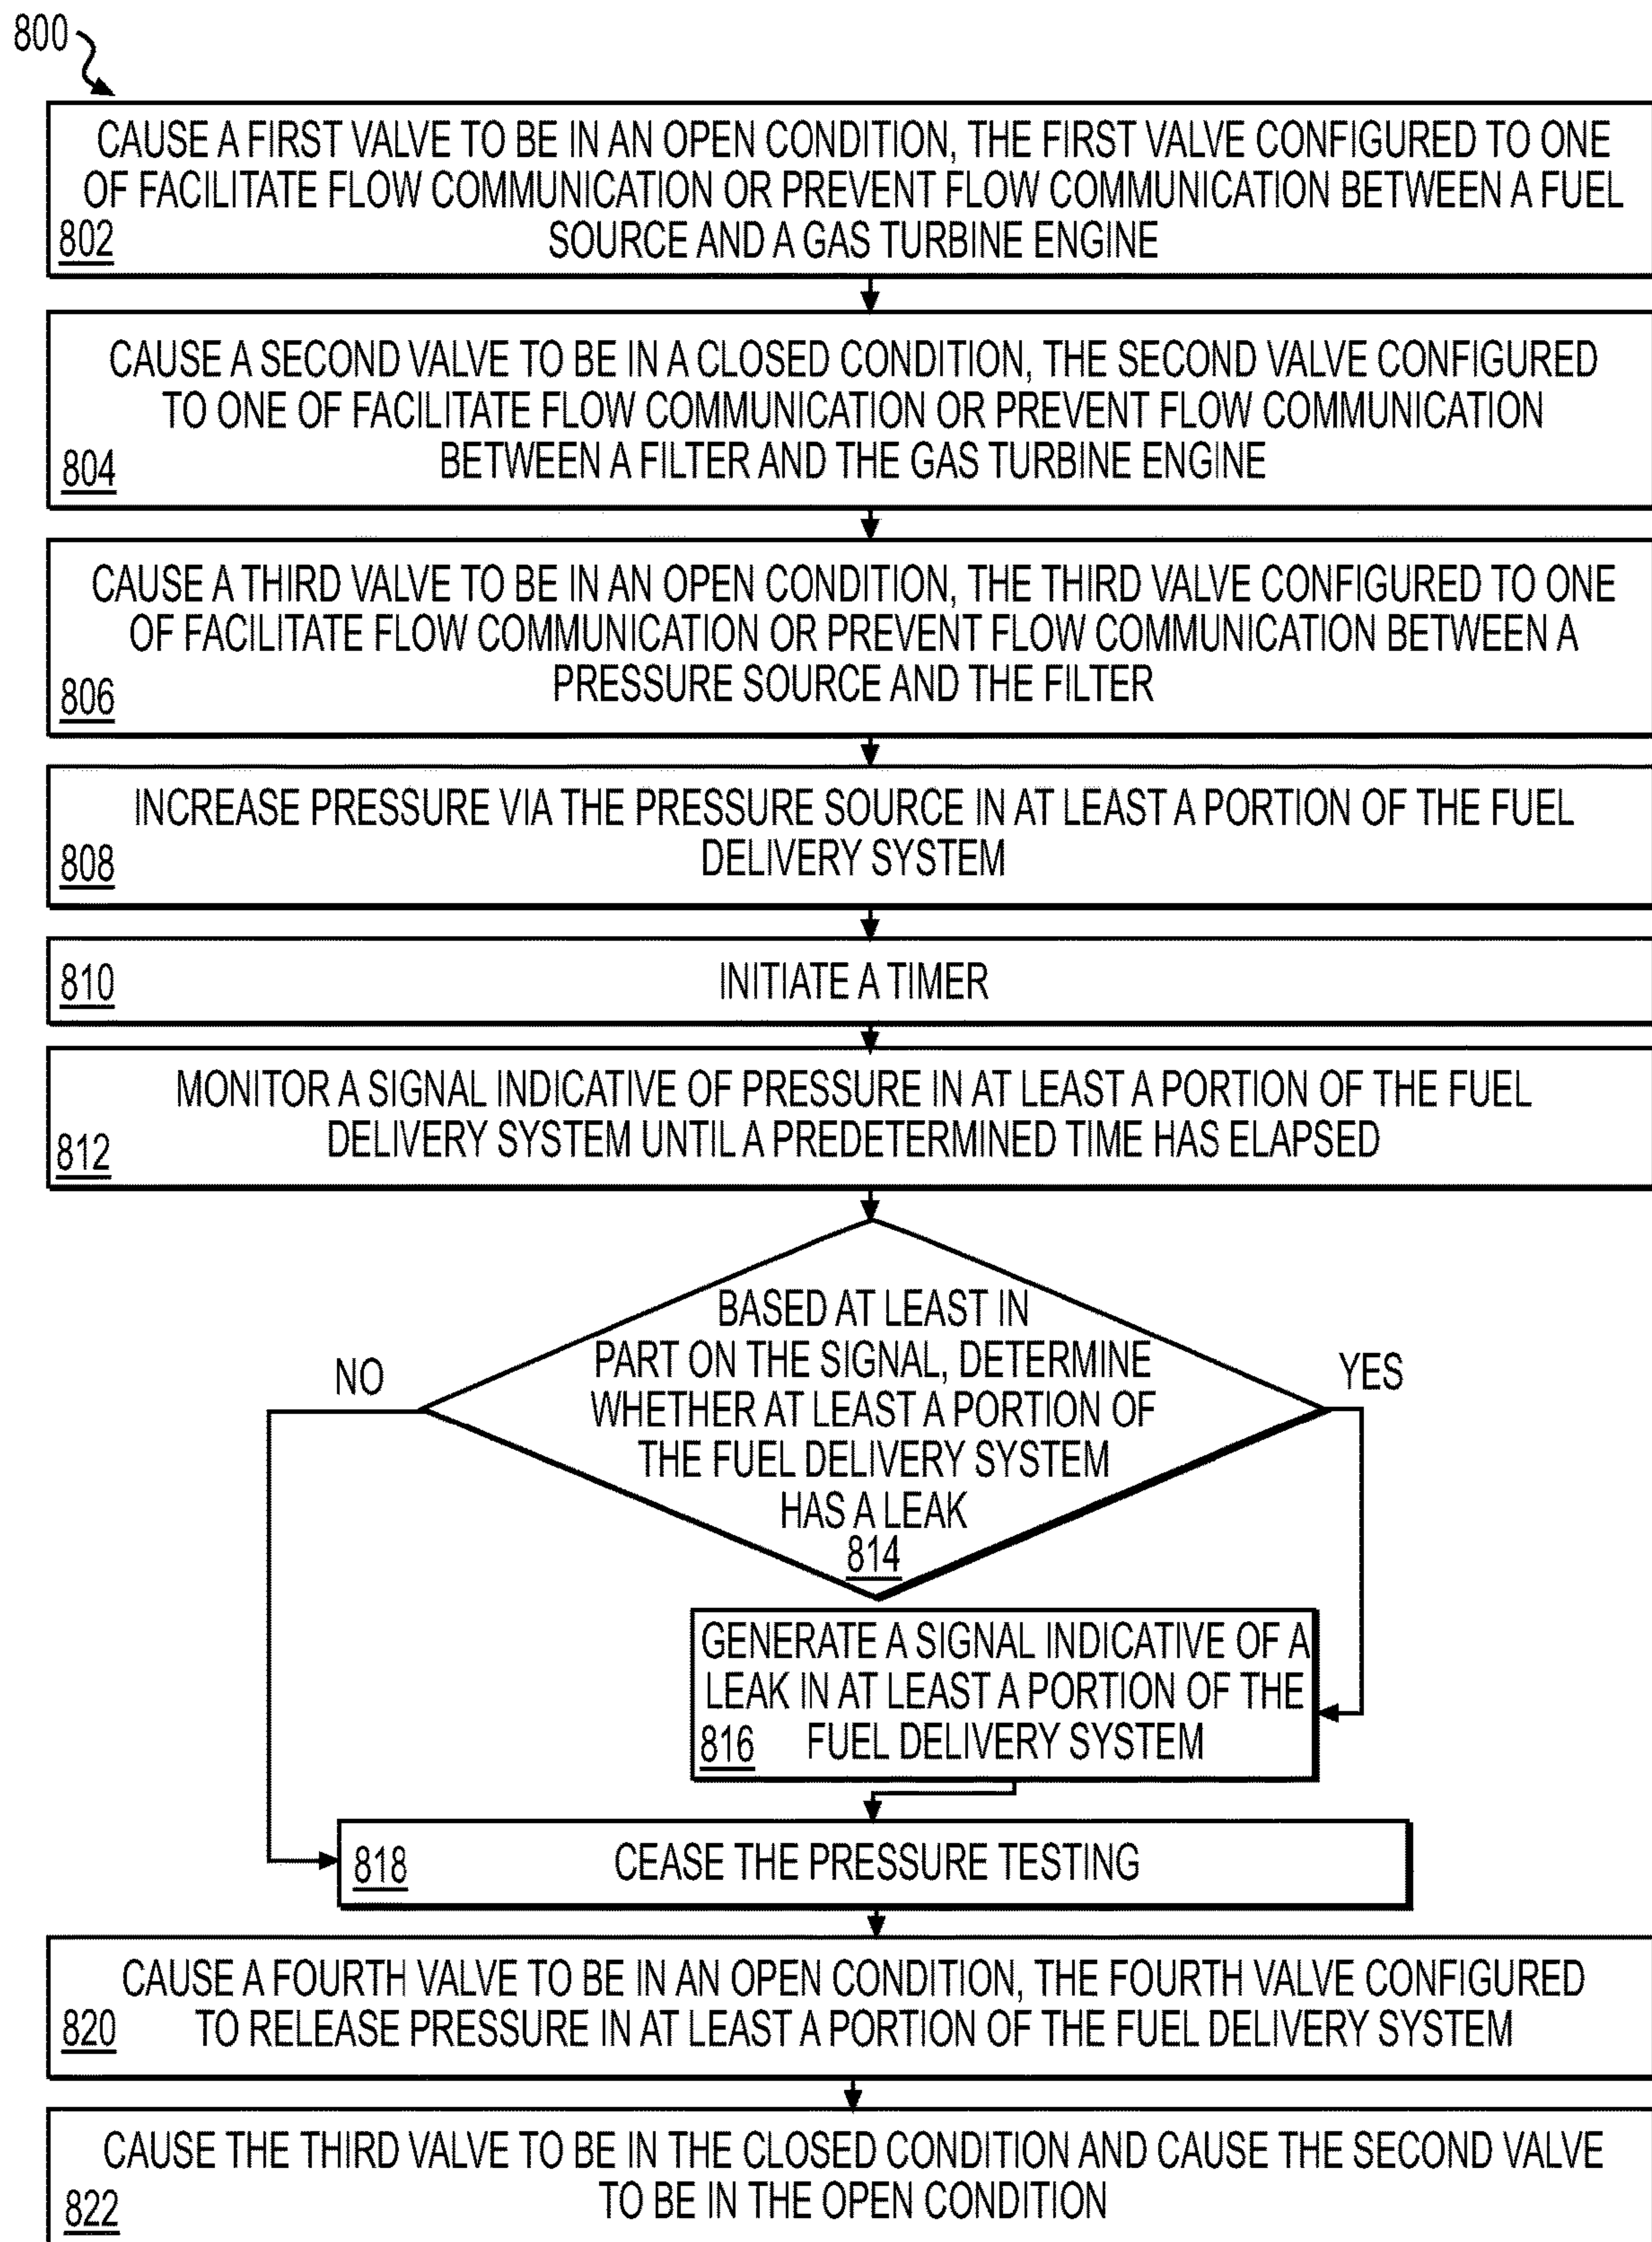 800
CAUSE A FIRST VALVE TO BE IN AN OPEN CONDITION, THE FIRST VALVE CONFIGURED TO ONE
OF FACILITATE FLOW COMMUNICATION OR PREVENT FLOW COMMUNICATION BETWEEN A FUEL
SOURCE AND A GAS TURBINE ENGINE
802
CAUSE A SECOND VALVE TO BE IN A CLOSED CONDITION, THE SECOND VALVE CONFIGURED
TO ONE OF FACILITATE FLOW COMMUNICATION OR PREVENT FLOW COMMUNICATION
BETWEEN A FILTER AND THE GAS TURBINE ENGINE
804
CAUSE A THIRD VALVE TO BE IN AN OPEN CONDITION, THE THIRD VALVE CONFIGURED TO ONE
OF FACILITATE FLOW COMMUNICATION OR PREVENT FLOW COMMUNICATION BETWEEN A
PRESSURE SOURCE AND THE FILTER
806
INCREASE PRESSURE VIA THE PRESSURE SOURCE IN AT LEAST A PORTION OF THE FUEL
DELIVERY SYSTEM
808
810 INITIATE A TIMER
MONITOR A SIGNAL INDICATIVE OF PRESSURE IN AT LEAST A PORTION OF THE FUEL
DELIVERY SYSTEM UNTIL A PREDETERMINED TIME HAS ELAPSED
812
BASED AT LEAST IN
PART ON THE SIGNAL, DETERMINE
WHETHER AT LEAST A PORTION OF
THE FUEL DELIVERY SYSTEM
HAS A LEAK
814
NO
YES
GENERATE A SIGNAL INDICATIVE OF A
LEAK IN AT LEAST A PORTION OF THE
816 FUEL DELIVERY SYSTEM
818 CEASE THE PRESSURE TESTING
CAUSE A FOURTH VALVE TO BE IN AN OPEN CONDITION, THE FOURTH VALVE CONFIGURED
820 TO RELEASE PRESSURE IN AT LEAST A PORTION OF THE FUEL DELIVERY SYSTEM
CAUSE THE THIRD VALVE TO BE IN THE CLOSED CONDITION AND CAUSE THE SECOND VALVE
822 TO BE IN THE OPEN CONDITION